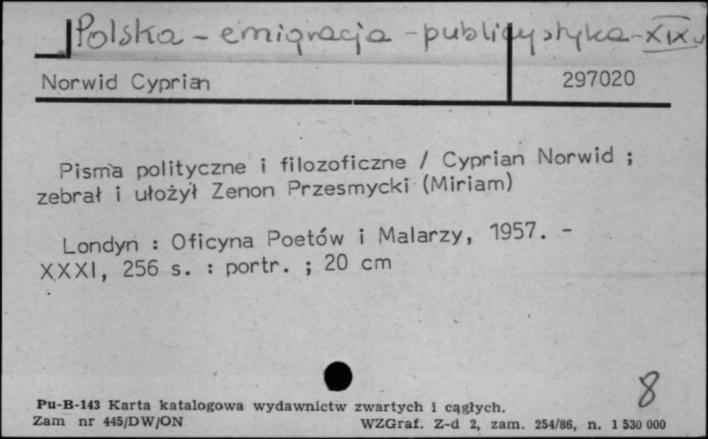 Polska - emigracja - publicystyka - XIX w
Norwid Cyprian 297020
Pisma polityczne i filozoficzne / Cyprian Norwid ;
zebrał i ułożył Zenon Przesmycki (Miriam)
Londyn : Oficyna Poetów i Malarzy, 1957. -
XXXI, 256 s. : portr. ; 20 cm
8
Pu-B-143 Karta katalogowa wydawnictw zwartych i cągłych.
Zam nr 445/DW/ON WZGraf. Z-d 2, zam. 254/86, n. 1 530 000